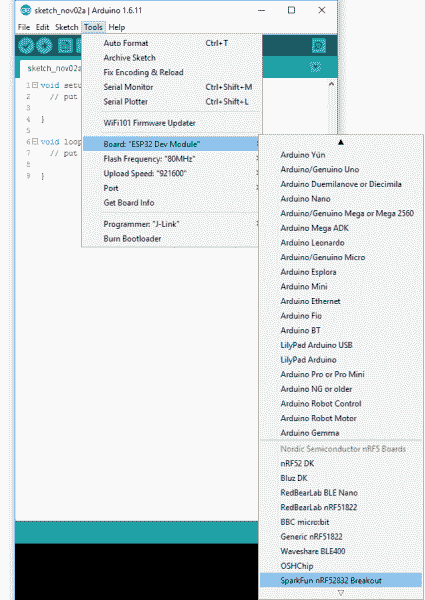 sketch_nov02a | Arduino 1.6.11
File Edit Sketch Tools Help
Auto Format Ctrl+T
Archive Sketch
Fix Encoding & Reload
Serial Monitor Ctrl+Shift+M
Serial Plotter Ctrl+Shift+L
WiFi101 Firmware Updater
Board: "ESP32 Dev Module"
Flash Frequency: "80MHz"
Upload Speed: "921600"
Port
Get Board Info
Programmer: "J-Link"
Burn Bootloader
sketch_nov02a
1 void setu
2 // put
3
4 }
5
6 void loop
7 // put
8
9 }
Arduino Yún
Arduino/Genuino Uno
Arduino Duemilanove or Diecimila
Arduino Nano
Arduino/Genuino Mega or Mega 2560
Arduino Mega ADK
Arduino Leonardo
Arduino/Genuino Micro
Arduino Esplora
Arduino Mini
Arduino Ethernet
Arduino Fio
Arduino BT
LilyPad Arduino USB
LilyPad Arduino
Arduino Pro or Pro Mini
Arduino NG or older
Arduino Robot Control
Arduino Robot Motor
Arduino Gemma
Nordic Semiconductor nRF5 Boards
nRF52 DK
Bluz DK
RedBearLab BLE Nano
RedBearLab nRF51822
BBC micro:bit
Generic nRF51822
Waveshare BLE400
OSHChip
SparkFun nRF52832 Breakout